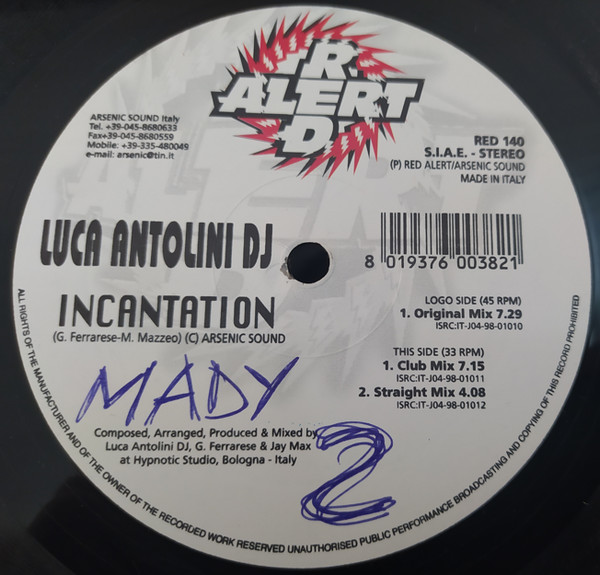 RED
ALERT
ARSENIC SOUND Italy
Tel. +39-045-8680633
Fax+39-045-8680559
Mobile: +39-335-480049
e-mail: arsenic@tin.it
RED 140
S.I.A.E. - STEREO
(P) RED ALERT/ARSENIC SOUND
MADE IN ITALY
LUCA ANTOLINI DJ
8 019376 003821
INCANTATION
(G. Ferrarese-M. Mazzeo) (C) ARSENIC SOUND
LOGO SIDE (45 RPM)
1. Original Mix 7.29
ISRC:IT-J04-98-01010
THIS SIDE (33 RPM)
1. Club Mix 7.15
ISRC:IT-J04-98-01011
2. Straight Mix 4.08
ISRC:IT-J04-98-01012
MADY
2
Composed, Arranged, Produced & Mixed by
Luca Antolini DJ, G. Ferrarese & Jay Max
at Hypnotic Studio, Bologna - Italy
ALL RIGHTS OF THE MANUFACTURER AND OF THE OWNER OF THE RECORDED WORK RESERVED UNAUTHORISED PUBLIC PERFORMANCE BROADCASTING AND COPYING OF THIS RECORD PROHIBITED